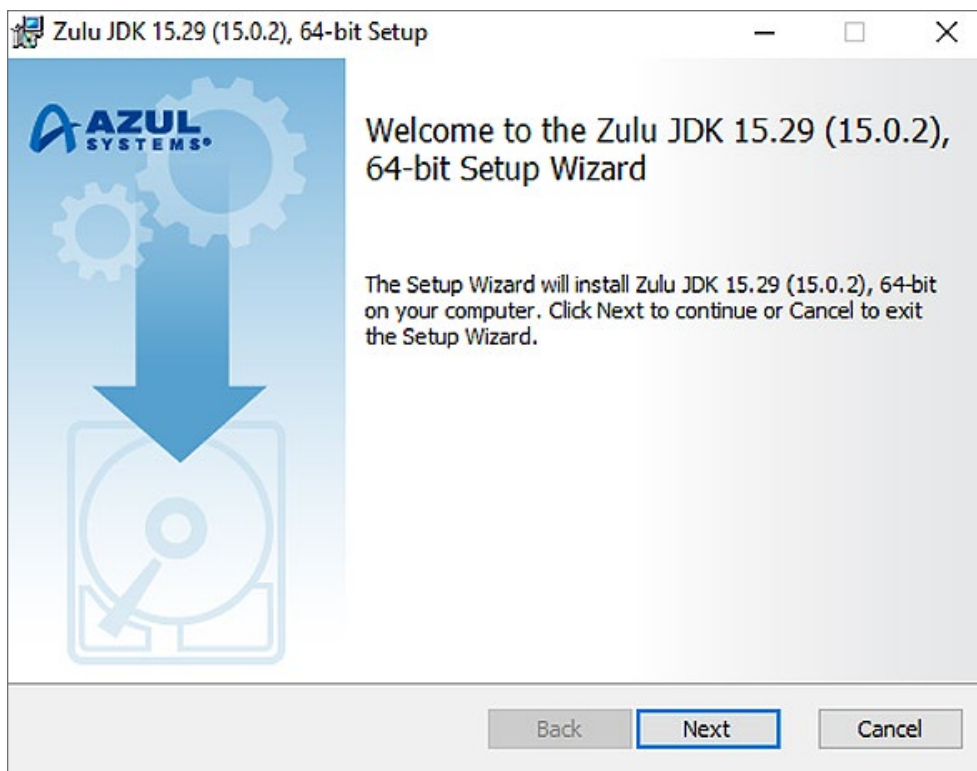 Zulu JDK 15.29 (15.0.2), 64-bit Setup
AZUL
SYSTEMS®
Welcome to the Zulu JDK 15.29 (15.0.2),
64-bit Setup Wizard
The Setup Wizard will install Zulu JDK 15.29 (15.0.2), 64-bit
on your computer. Click Next to continue or Cancel to exit
the Setup Wizard.
Back Next Cancel